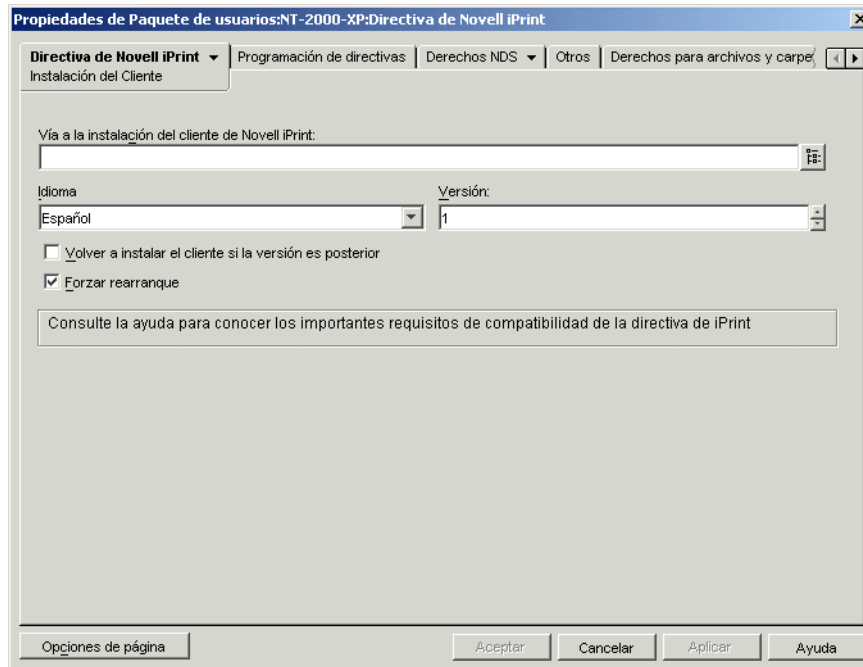 Propiedades de Paquete de usuarios:NT-2000-XP:Directiva de Novell iPrint
Directiva de Novell iPrint
Programación de directivas
Derechos NDS
Otros
Derechos para archivos y carpe
Instalación del Cliente
Vía a la instalación del cliente de Novell iPrint:
Idioma
Versión:
Español
1
Volver a instalar el cliente si la versión es posterior
Forzar rearranque
Consulte la ayuda para conocer los importantes requisitos de compatibilidad de la directiva de iPrint
Opciones de página
Aceptar
Cancelar
Aplicar
Ayuda